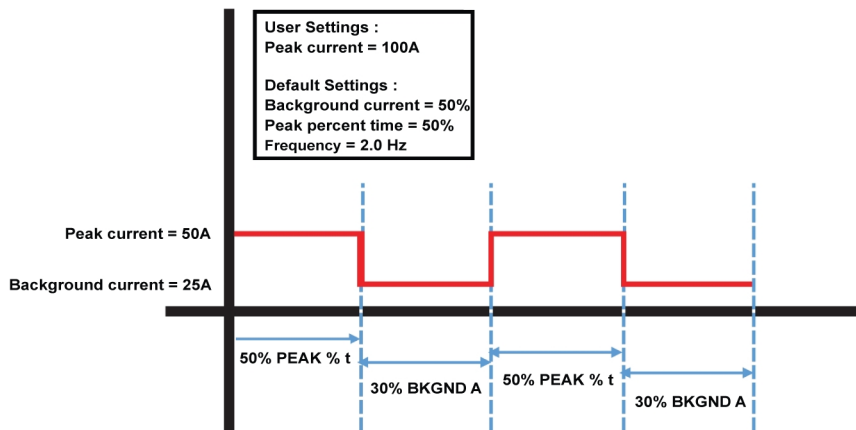 User Settings :
Peak current = 100A
Default Settings :
Background current = 50%
Peak percent time = 50%
Frequency = 2.0 Hz
Peak current = 50A
Background current = 25A
50% PEAK % t
30% BKGND A
50% PEAK % t
30% BKGND A